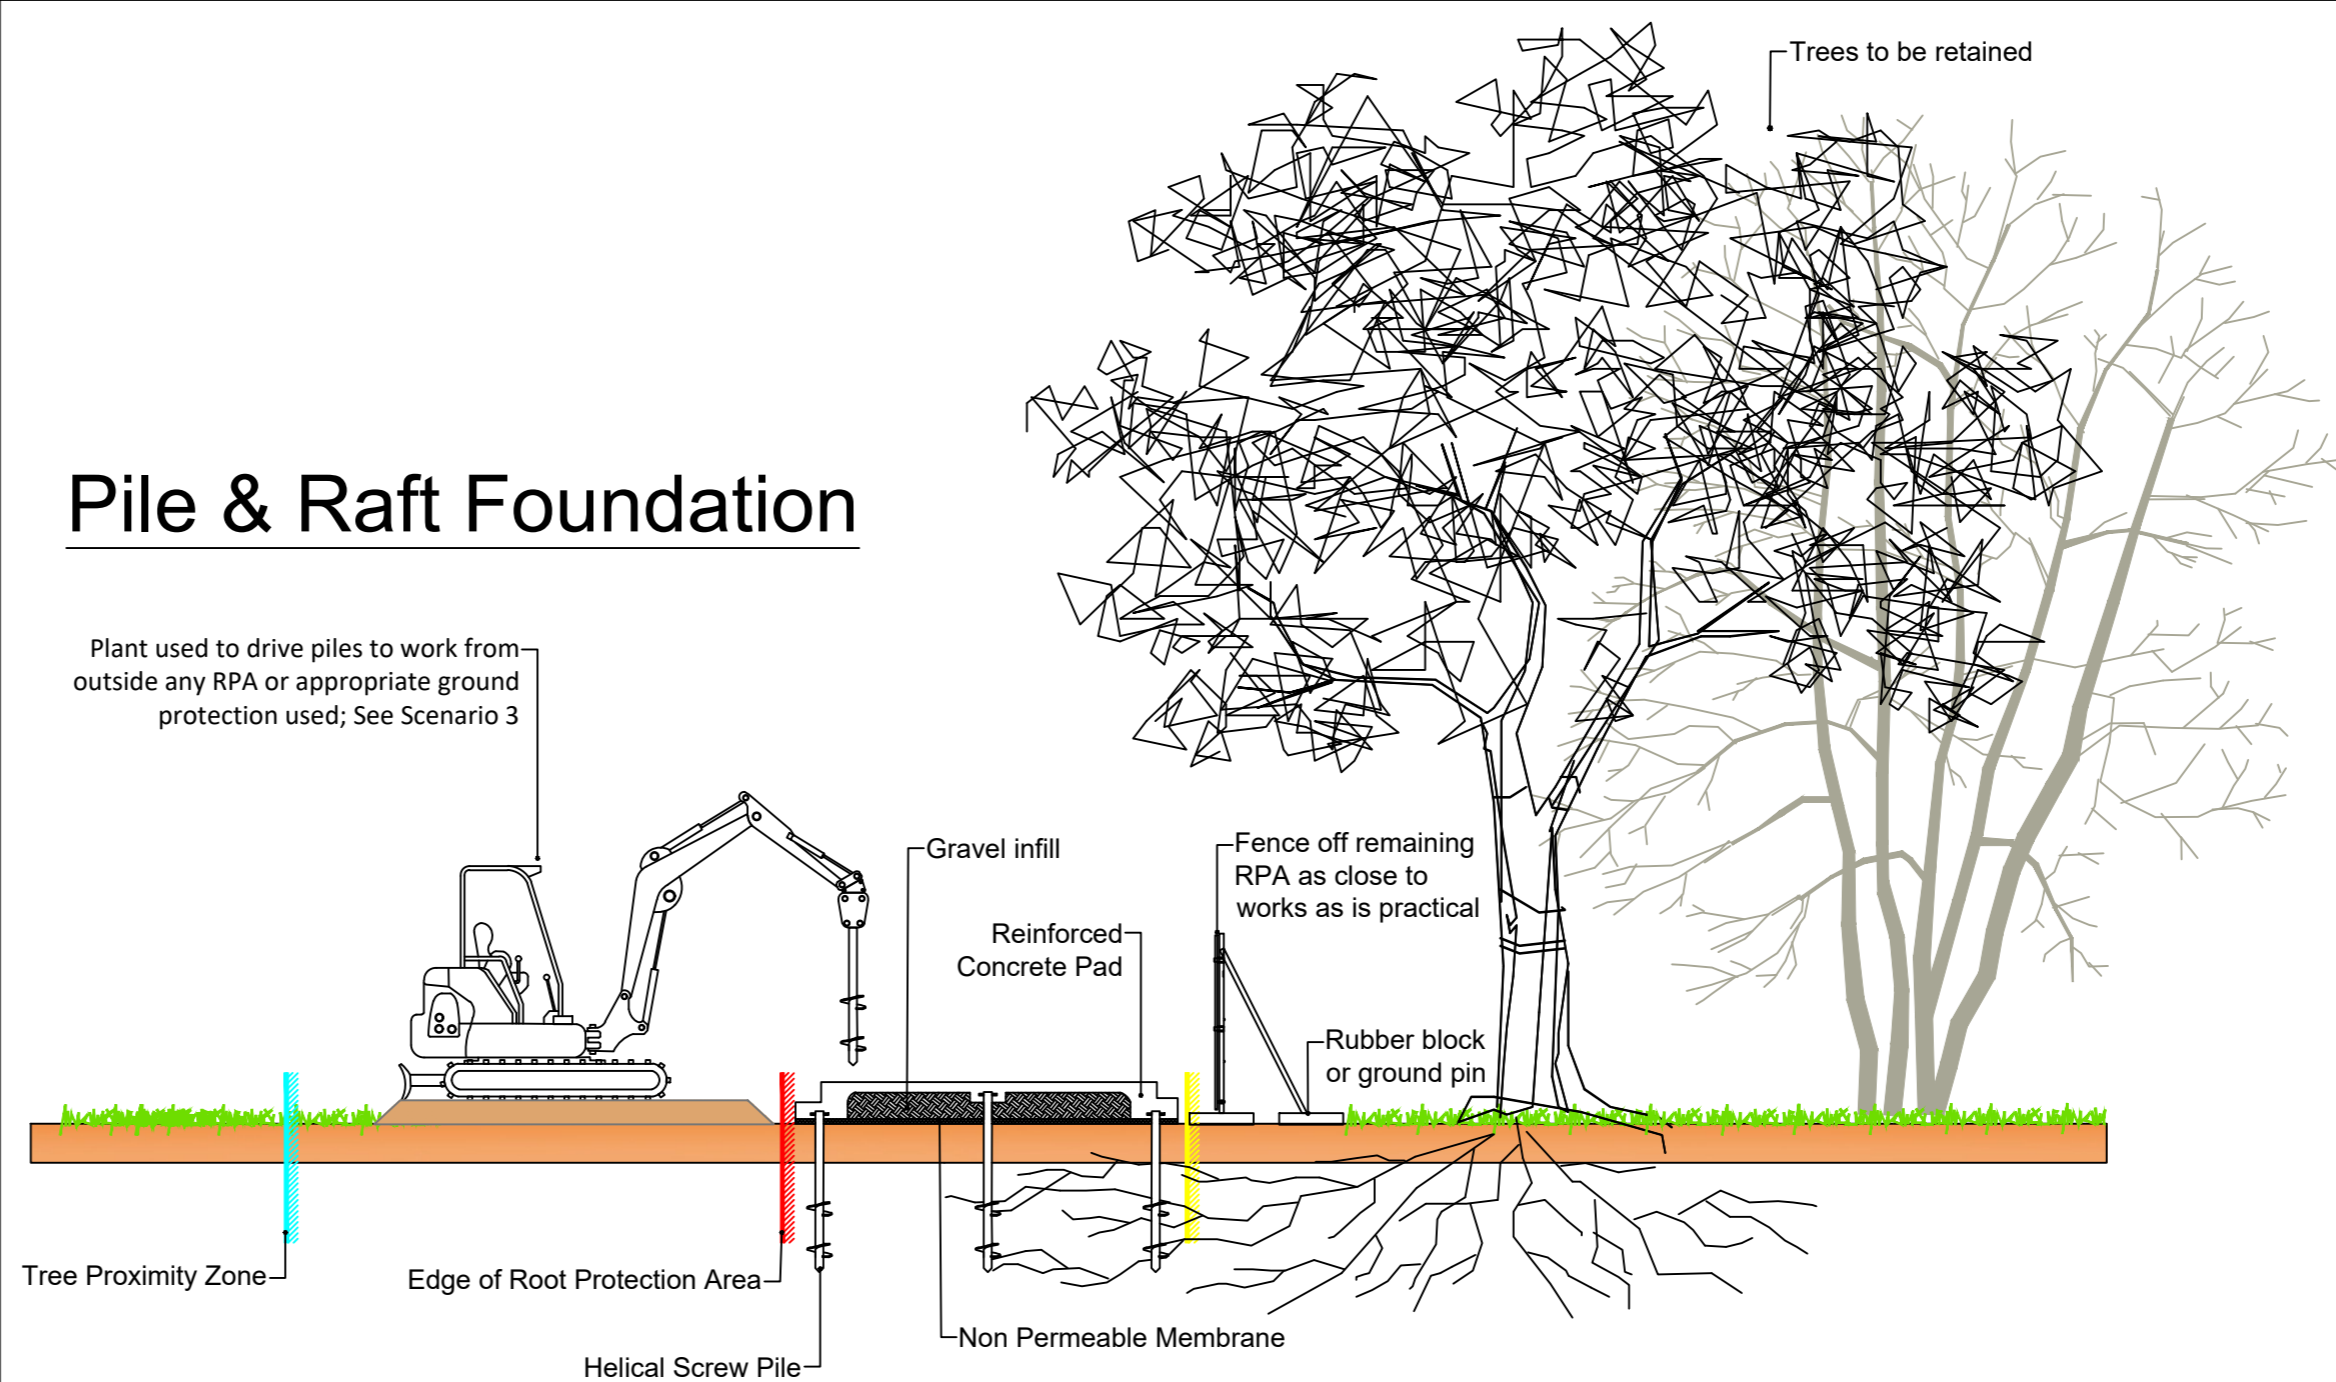 Trees to be retained
Pile & Raft Foundation
Plant used to drive piles to work from
outside any RPA or appropriate ground
protection used; See Scenario 3
Gravel infill
Fence off remaining
RPA as close to
works as is practical
Reinforced
Concrete Pad
Rubber block
or ground pin
Tree Proximity Zone
Edge of Root Protection Area
Non Permeable Membrane
Helical Screw Pile